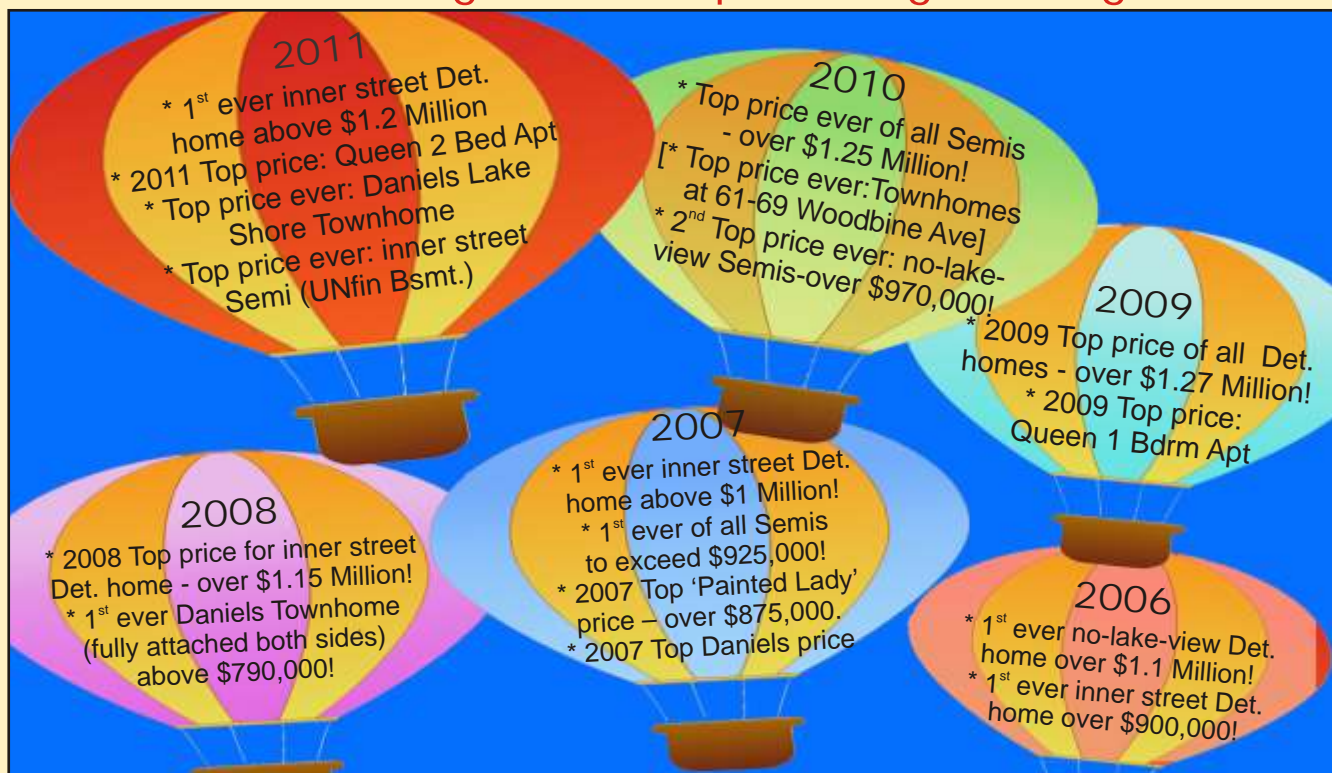 2011
* 1st ever inner street Det.
home above $1.2 Million
* 2011 Top price: Queen 2 Bed Apt
* Top price ever: Daniels Lake
Shore Townhome
* Top price ever: inner street
Semi (UNfin Bsmt.)
2010
* Top price ever of all Semis
- over $1.25 Million!
[* Top price ever:Townhomes
at 61-69 Woodbine Ave]
* 2nd Top price ever: no-lake-
view Semis-over $970,000!
2009
* 2009 Top price of all Det.
homes - over $1.27 Million!
* 2009 Top price:
Queen 1 Bdrm Apt
2008
* 2008 Top price for inner street
Det. home - over $1.15 Million!
* 1st ever Daniels Townhome
(fully attached both sides)
above $790,000!
2007
* 1st ever inner street Det.
home above $1 Million!
* 1st ever of all Semis
to exceed $925,000!
* 2007 Top ‘Painted Lady’
price – over $875,000.
* 2007 Top Daniels price
2006
* 1st ever no-lake-view Det.
home over $1.1 Million!
* 1st ever inner street Det.
home over $900,000!